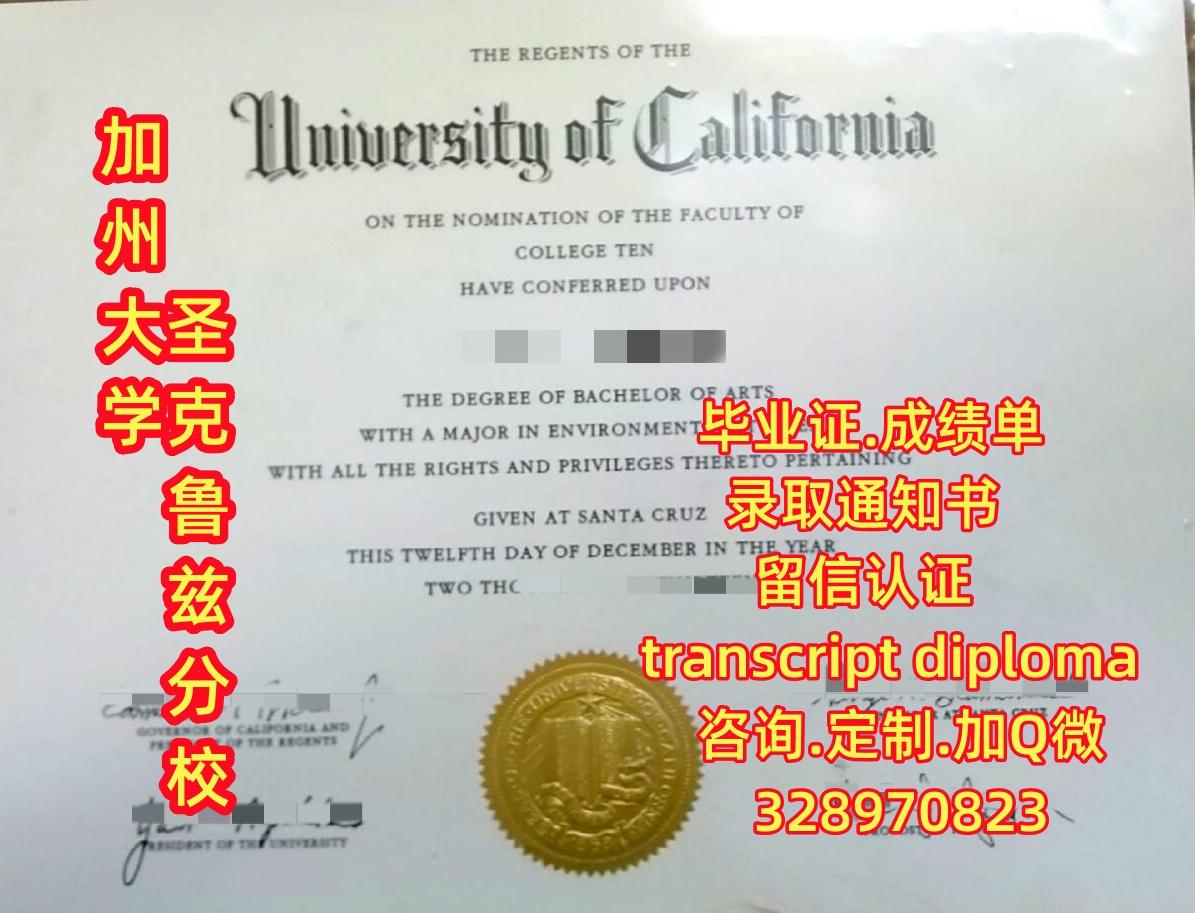 THE REGENTS OF THE
University of California
ON THE NOMINATION OF THE FACULTY OF
COLLEGE TEN
HAVE CONFERRED UPON
THE DEGREE OF BACHELOR OF ARTS
WITH A MAJOR IN
WITH ALL THE RIGHTS AND PRIVILEGES THERETO PERTAINING
GIVEN AT SANTA CRUZ
THIS TWELFTH DAY OF DECEMBER IN THE YEAR
TWO
GOVERNOR OF CALIFORNIA AND
OF THE REGENTS
PRESIDENT OF THE UNIVERSITY
AT SANTA CRUZ
加州大学
圣克鲁兹分校
毕业证.成绩单
录取通知书
留信认证
transcript diploma
咨询.定制.加Q微
328970823